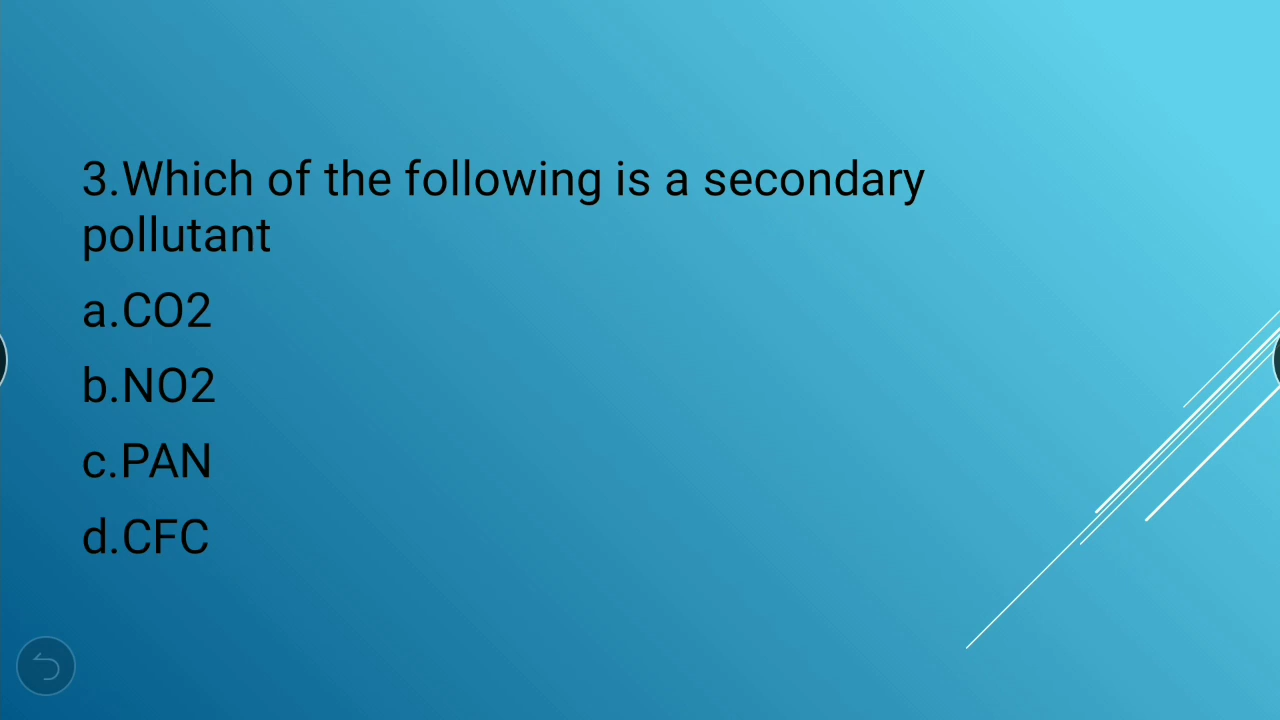 3.Which of the following is a secondary
pollutant
a.CO2
b.NO2
c.PAN
d.CFC